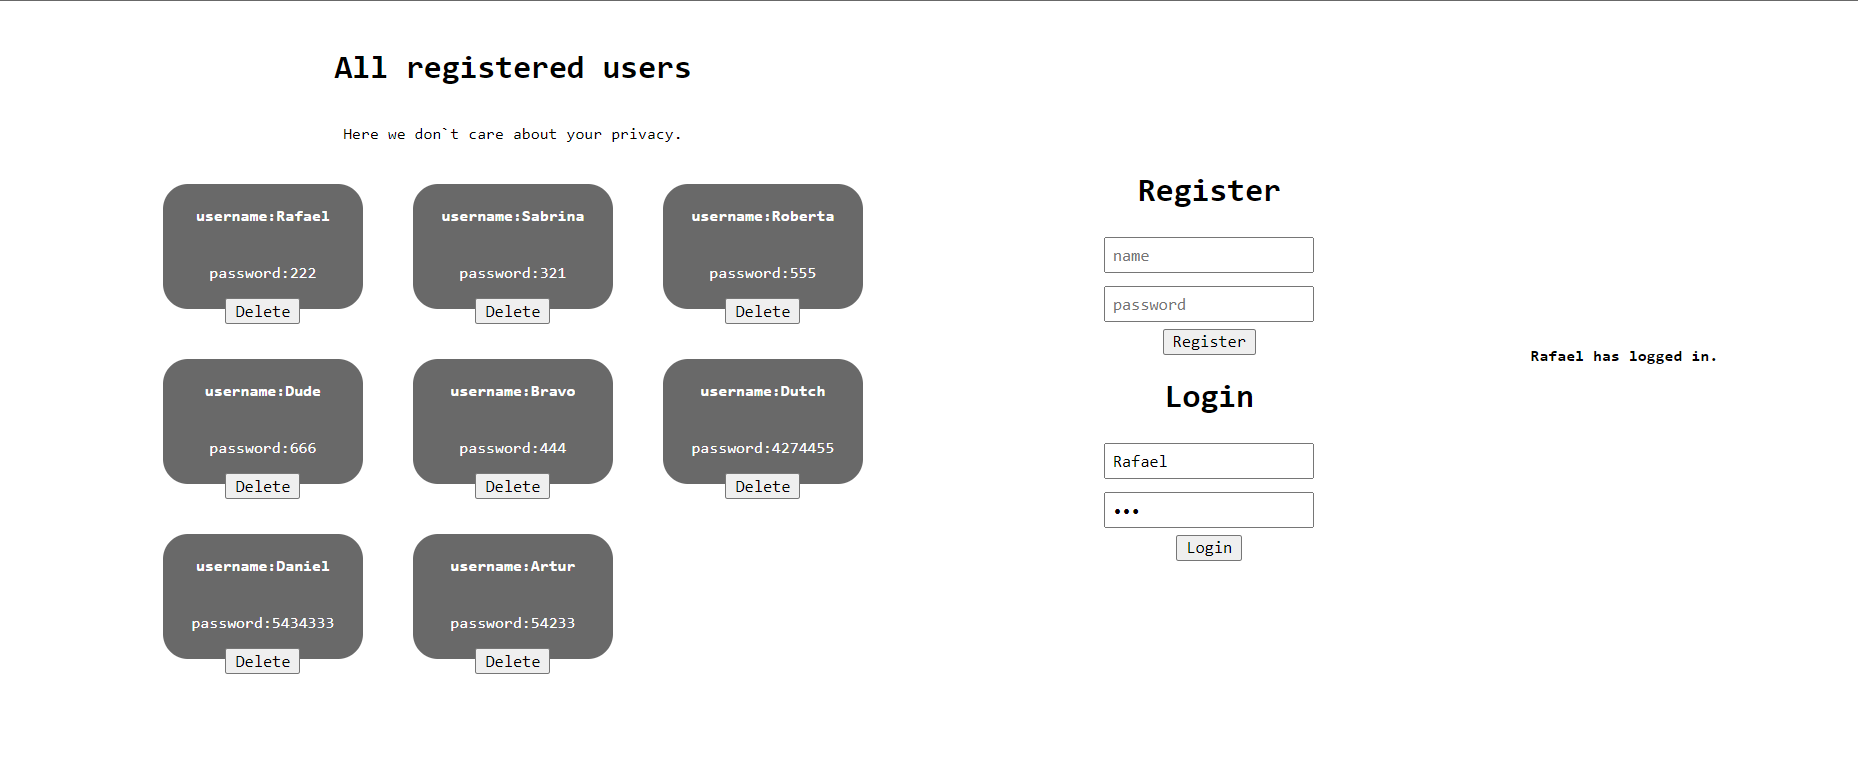 All registered users
Here we don`t care about your privacy.
username:Rafael
password:222
Delete
username:Sabrina
password:321
Delete
username:Roberta
password:555
Delete
username:Dude
password:666
Delete
username:Bravo
password:444
Delete
username:Dutch
password:4274455
Delete
username:Daniel
password:5434333
Delete
username:Artur
password:54233
Delete
Register
name
password
Register
Login
Rafael
•••
Login
Rafael has logged in.